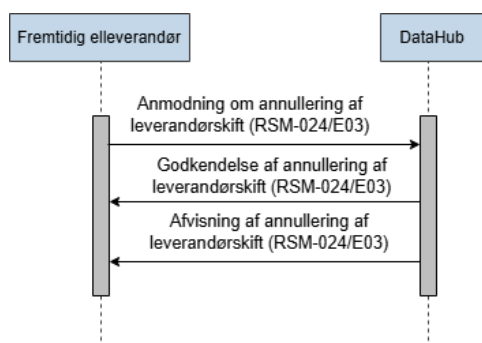 Fremtidig elleverandør
DataHub
Anmodning om annullering af
leverandørskift (RSM-024/E03)
Godkendelse af annullering af
leverandørskift (RSM-024/E03)
Afvisning af annullering af
leverandørskift (RSM-024/E03)